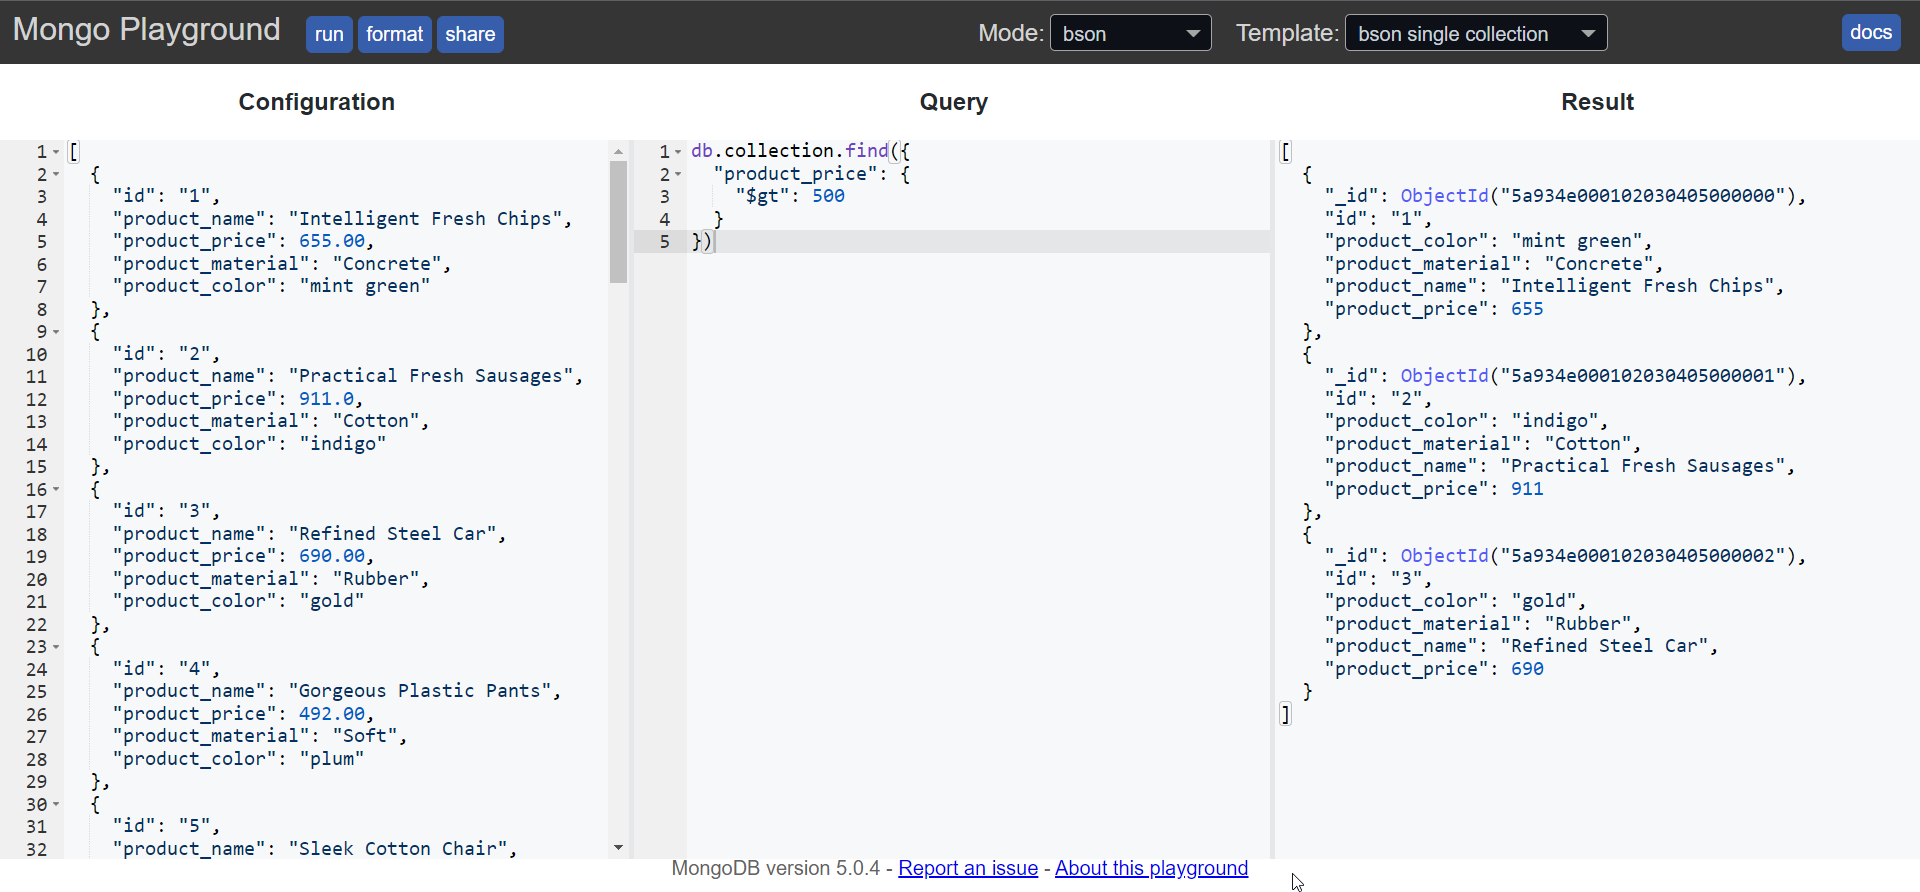 Mongo Playground run format share Mode: bson Template: bson single collection docs
Configuration
1 [
2 {
3 "id": "1",
4 "product_name": "Intelligent Fresh Chips",
5 "product_price": 655.00,
6 "product_material": "Concrete",
7 "product_color": "mint green"
8 },
9 {
10 "id": "2",
11 "product_name": "Practical Fresh Sausages",
12 "product_price": 911.0,
13 "product_material": "Cotton",
14 "product_color": "indigo"
15 },
16 {
17 "id": "3",
18 "product_name": "Refined Steel Car",
19 "product_price": 690.00,
20 "product_material": "Rubber",
21 "product_color": "gold"
22 },
23 {
24 "id": "4",
25 "product_name": "Gorgeous Plastic Pants",
26 "product_price": 492.00,
27 "product_material": "Soft",
28 "product_color": "plum"
29 },
30 {
31 "id": "5",
32 "product_name": "Sleek Cotton Chair",
Query
1 db.collection.find({
2 "product_price": {
3 "$gt": 500
4 }
5 })
Result
[
{
"_id": ObjectId("5a934e000102030405000000"),
"id": "1",
"product_color": "mint green",
"product_material": "Concrete",
"product_name": "Intelligent Fresh Chips",
"product_price": 655
},
{
"_id": ObjectId("5a934e000102030405000001"),
"id": "2",
"product_color": "indigo",
"product_material": "Cotton",
"product_name": "Practical Fresh Sausages",
"product_price": 911
},
{
"_id": ObjectId("5a934e000102030405000002"),
"id": "3",
"product_color": "gold",
"product_material": "Rubber",
"product_name": "Refined Steel Car",
"product_price": 690
}
]
MongoDB version 5.0.4 - Report an issue - About this playground